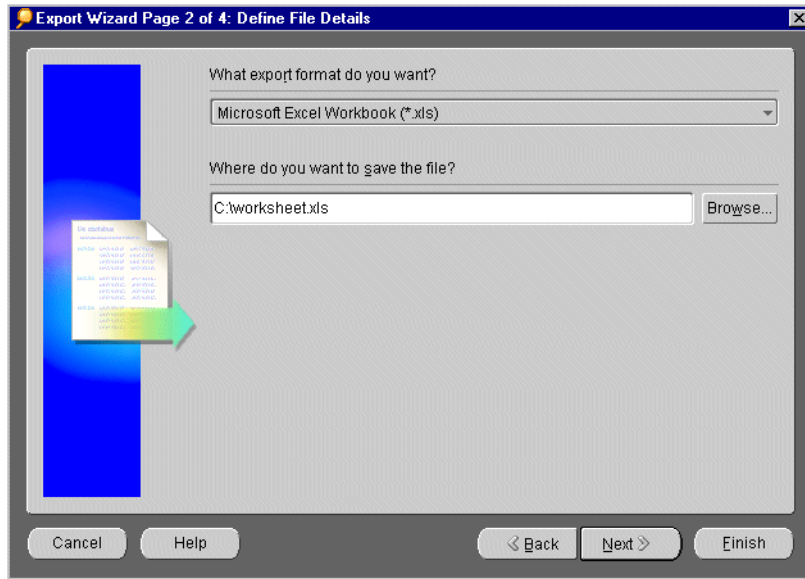 Export Wizard Page 2 of 4: Define File Details
What export format do you want?
Microsoft Excel Workbook (*.xls)
Where do you want to save the file?
C:\worksheet.xls
Browse...
Cancel
Help
Back
Next
Finish